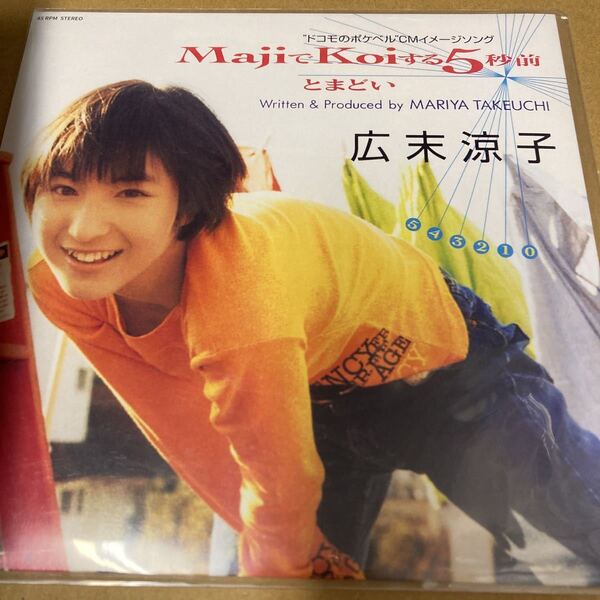 45 RPM STEREO
"ドコモのポケベル"CMイメージソング
MajiでKoiする5秒前
とまどい
Written & Produced by MARIYA TAKEUCHI
広末涼子
5 4 3 2 1 0
AGE